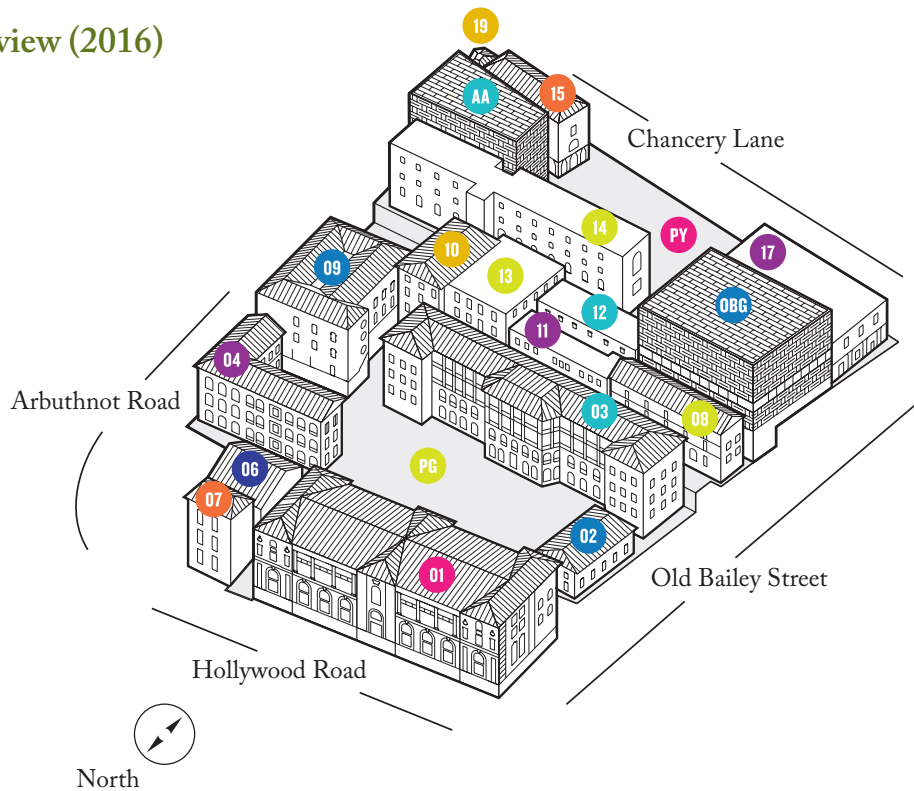 view (2016)
19
AA
15
Chancery Lane
14
PY
17
10
09
13
OBG
12
11
04
03
Arbuthnot Road
08
PG
06
07
02
01
Old Bailey Street
Hollywood Road
North